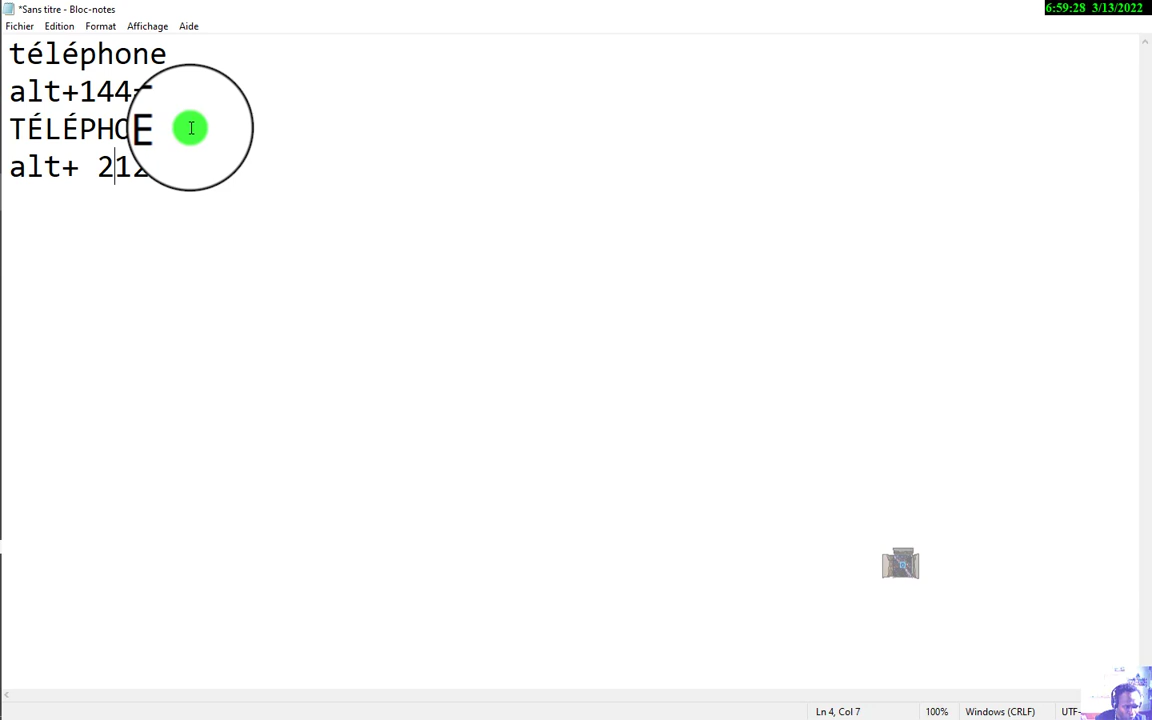 *Sans titre - Bloc-notes
6:59:28 3/13/2022
Fichier Edition Format Affichage Aide
téléphone
alt+144
TÉLÉPHO E
alt+ 212
Ln 4, Col 7 100% Windows (CRLF) UTF-